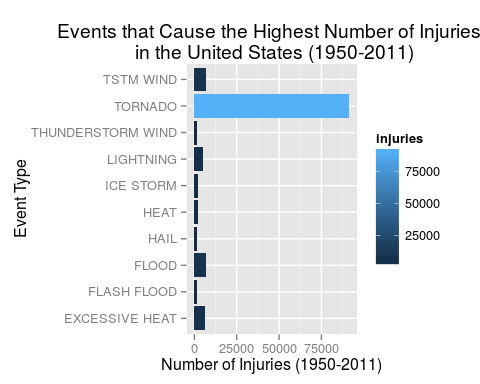 Events that Cause the Highest Number of Injuries
in the United States (1950-2011)
Event Type
TSTM WIND
TORNADO
THUNDERSTORM WIND
LIGHTNING
ICE STORM
HEAT
HAIL
FLOOD
FLASH FLOOD
EXCESSIVE HEAT
0 25000 50000 75000
Number of Injuries (1950-2011)
injuries
75000
50000
25000